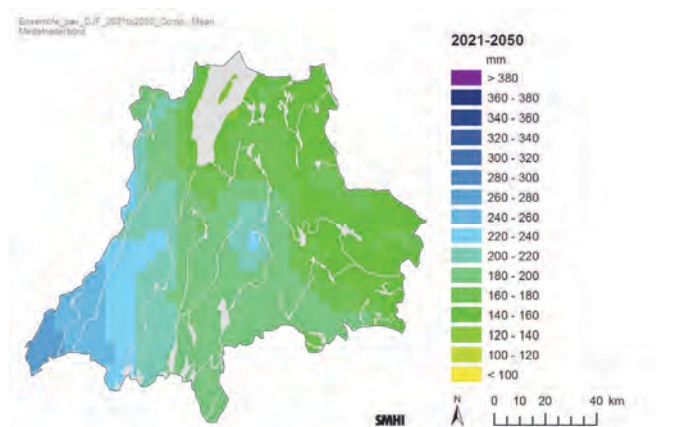 Ensemble_pav_DJF_2021to2050_Comp.: Mean
Medelnederbörd
2021-2050
mm
> 380
360 - 380
340 - 360
320 - 340
300 - 320
280 - 300
260 - 280
240 - 260
220 - 240
200 - 220
180 - 200
160 - 180
140 - 160
120 - 140
100 - 120
< 100
SMHI
N
0 10 20 40 km